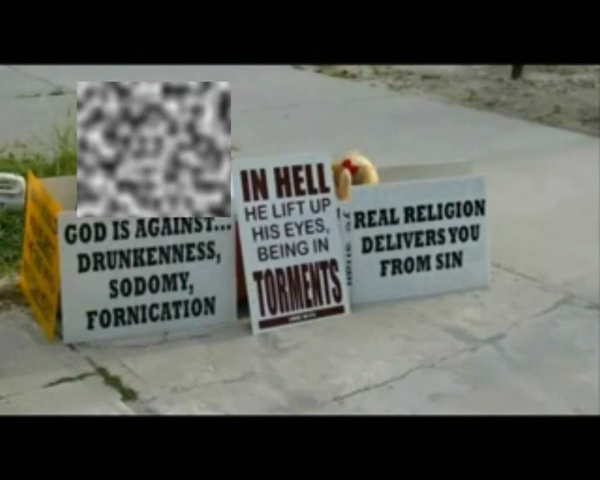 GOD IS AGAINST...
DRUNKENNESS,
SODOMY,
FORNICATION
IN HELL
HE LIFT UP
HIS EYES,
BEING IN
TORMENTS
REAL RELIGION
DELIVERS YOU
FROM SIN